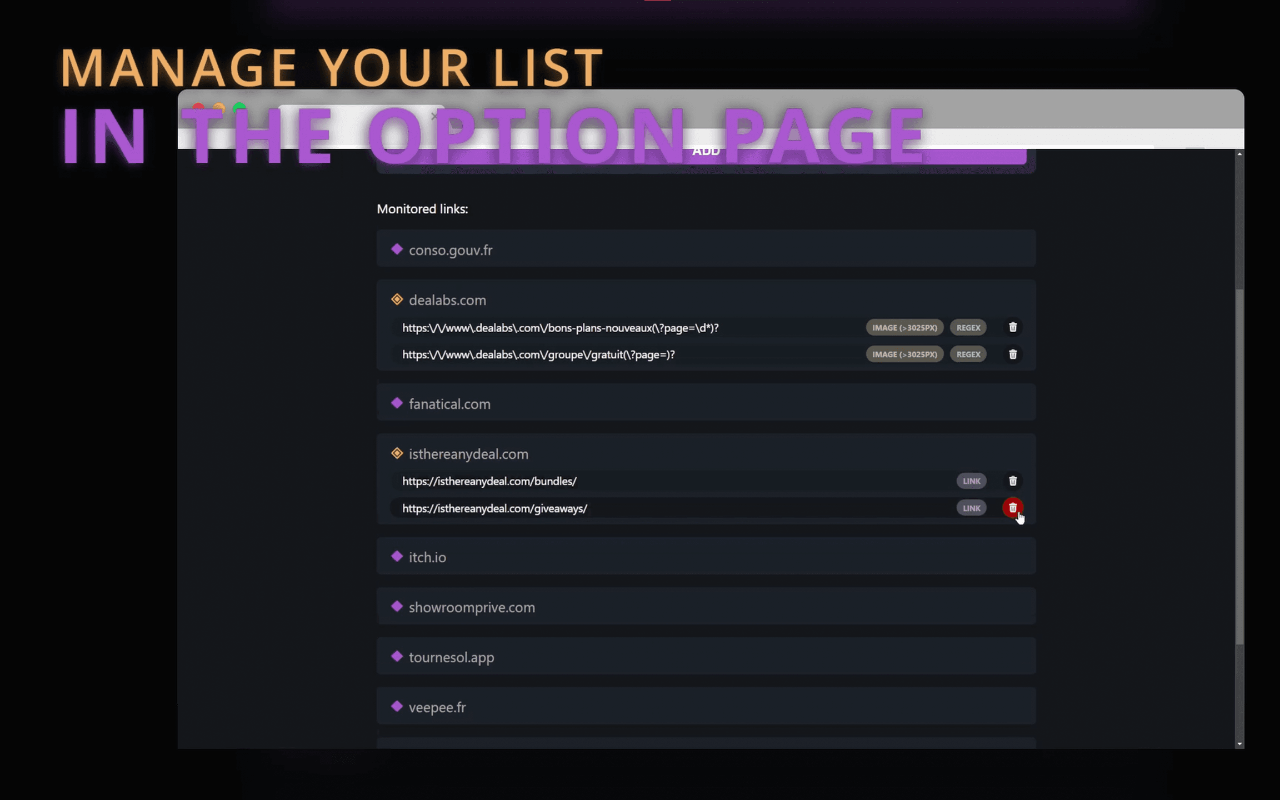 MANAGE YOUR LIST
IN THE OPTION PAGE
ADD
Monitored links:
conso.gouv.fr
dealabs.com
https:\/\/www\.dealabs\.com\/bons-plans-nouveaux(\?page=\d*)? IMAGE (>3025PX) REGEX
https:\/\/www\.dealabs\.com\/groupe\/gratuit(\?page=)? IMAGE (>3025PX) REGEX
fanatical.com
isthereanydeal.com
https://isthereanydeal.com/bundles/ LINK
https://isthereanydeal.com/giveaways/ LINK
itch.io
showroomprive.com
tournesol.app
veepee.fr